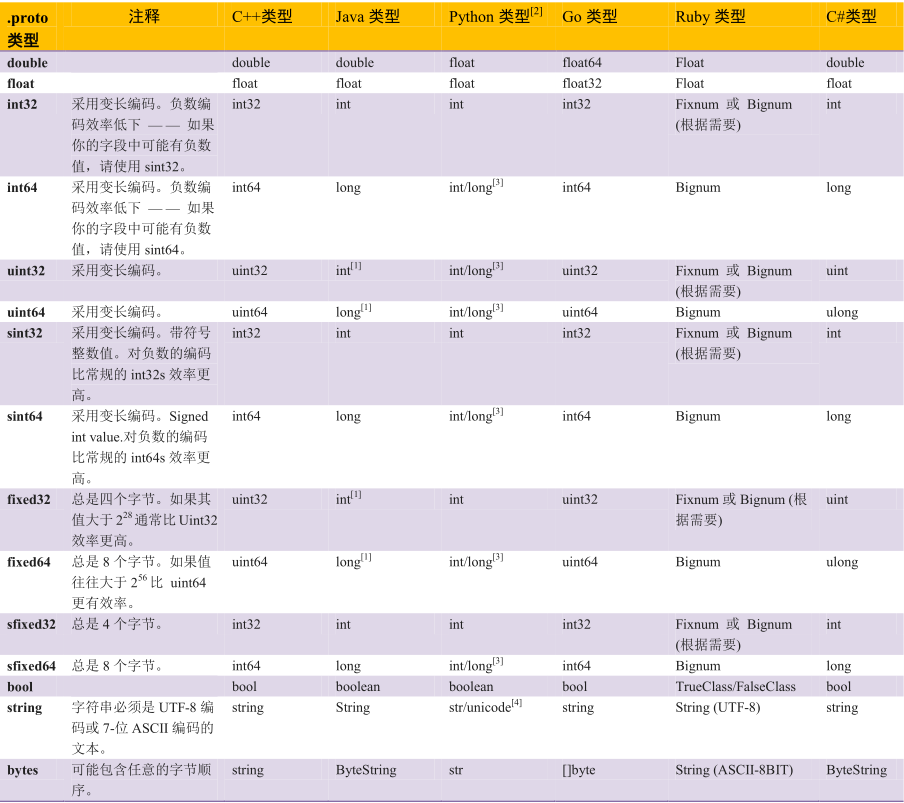 .proto 类型 注释 C++类型 Java 类型 Python 类型[2] Go 类型 Ruby 类型 C#类型
double double double float float64 Float double
float float float float float32 Float float
int32 采用变长编码。负数编 int32 int int int32 Fixnum 或 Bignum int
码效率低下 —— 如果 (根据需要)
你的字段中可能有负数
值，请使用 sint32。
int64 采用变长编码。负数编 int64 long int/long[3] int64 Bignum long
码效率低下 —— 如果
你的字段中可能有负数
值，请使用 sint64。
uint32 采用变长编码。 uint32 int[1] int/long[3] uint32 Fixnum 或 Bignum uint
(根据需要)
uint64 采用变长编码。 uint64 long[1] int/long[3] uint64 Bignum ulong
sint32 采用变长编码。带符号 int32 int int int32 Fixnum 或 Bignum int
整数值。对负数的编码 (根据需要)
比常规的 int32s 效率更
高。
sint64 采用变长编码。Signed int64 long int/long[3] int64 Bignum long
int value.对负数的编码
比常规的 int64s 效率更
高。
fixed32 总是四个字节。如果其 uint32 int[1] int uint32 Fixnum 或 Bignum (根 uint
值大于 2^28 通常比 Uint32 据需要)
效率更高。
fixed64 总是 8 个字节。如果值 uint64 long[1] int/long[3] uint64 Bignum ulong
往往大于 2^56 比 uint64
更有效率。
sfixed32 总是 4 个字节。 int32 int int int32 Fixnum 或 Bignum int
(根据需要)
sfixed64 总是 8 个字节。 int64 long int/long[3] int64 Bignum long
bool bool boolean boolean bool TrueClass/FalseClass bool
string 字符串必须是 UTF-8 编 string String str/unicode[4] string String (UTF-8) string
码或 7-位 ASCII 编码的
文本。
bytes 可能包含任意的字节顺 string ByteString str []byte String (ASCII-8BIT) ByteString
序。